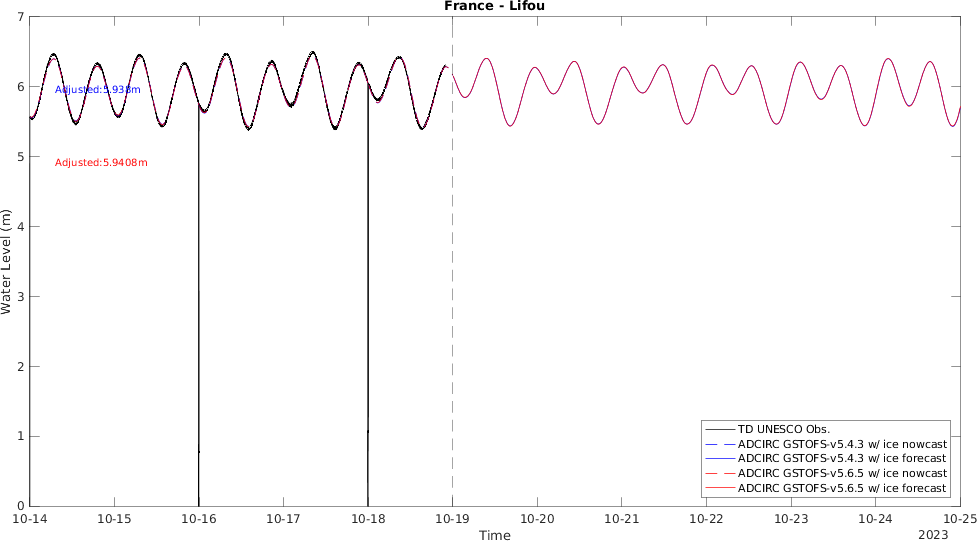 France - Lifou
7
6
5
4
3
2
1
0
Water Level (m)
Adjusted:5.938m
Adjusted:5.9408m
TD UNESCO Obs.
ADCIRC GSTOFS-v5.4.3 w/ ice nowcast
ADCIRC GSTOFS-v5.4.3 w/ ice forecast
ADCIRC GSTOFS-v5.6.5 w/ ice nowcast
ADCIRC GSTOFS-v5.6.5 w/ ice forecast
10-14 10-15 10-16 10-17 10-18 10-19 10-20 10-21 10-22 10-23 10-24 10-25
Time
2023